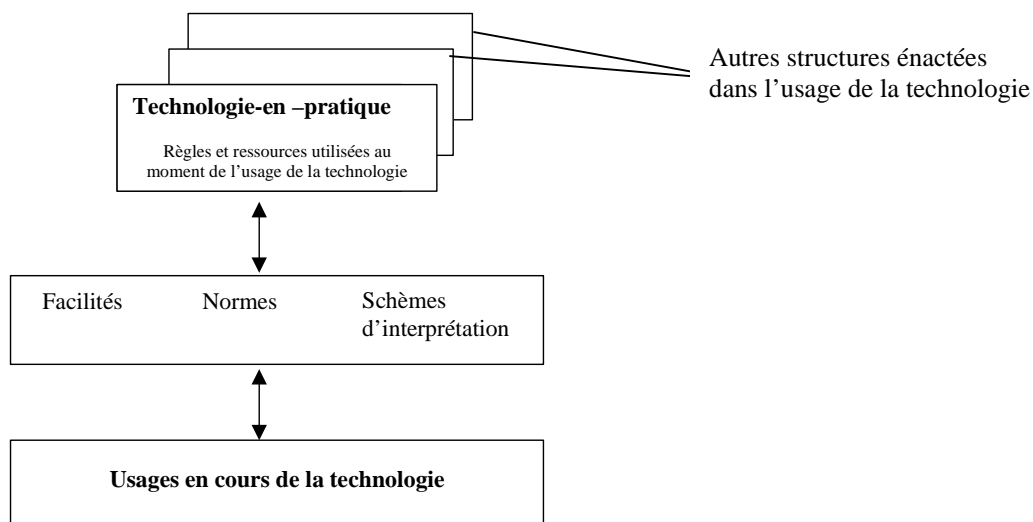 Autres structures énactées
dans l’usage de la technologie
Technologie-en –pratique
Règles et ressources utilisées au
moment de l’usage de la technologie
Facilités
Normes
Schèmes
d’interprétation
Usages en cours de la technologie